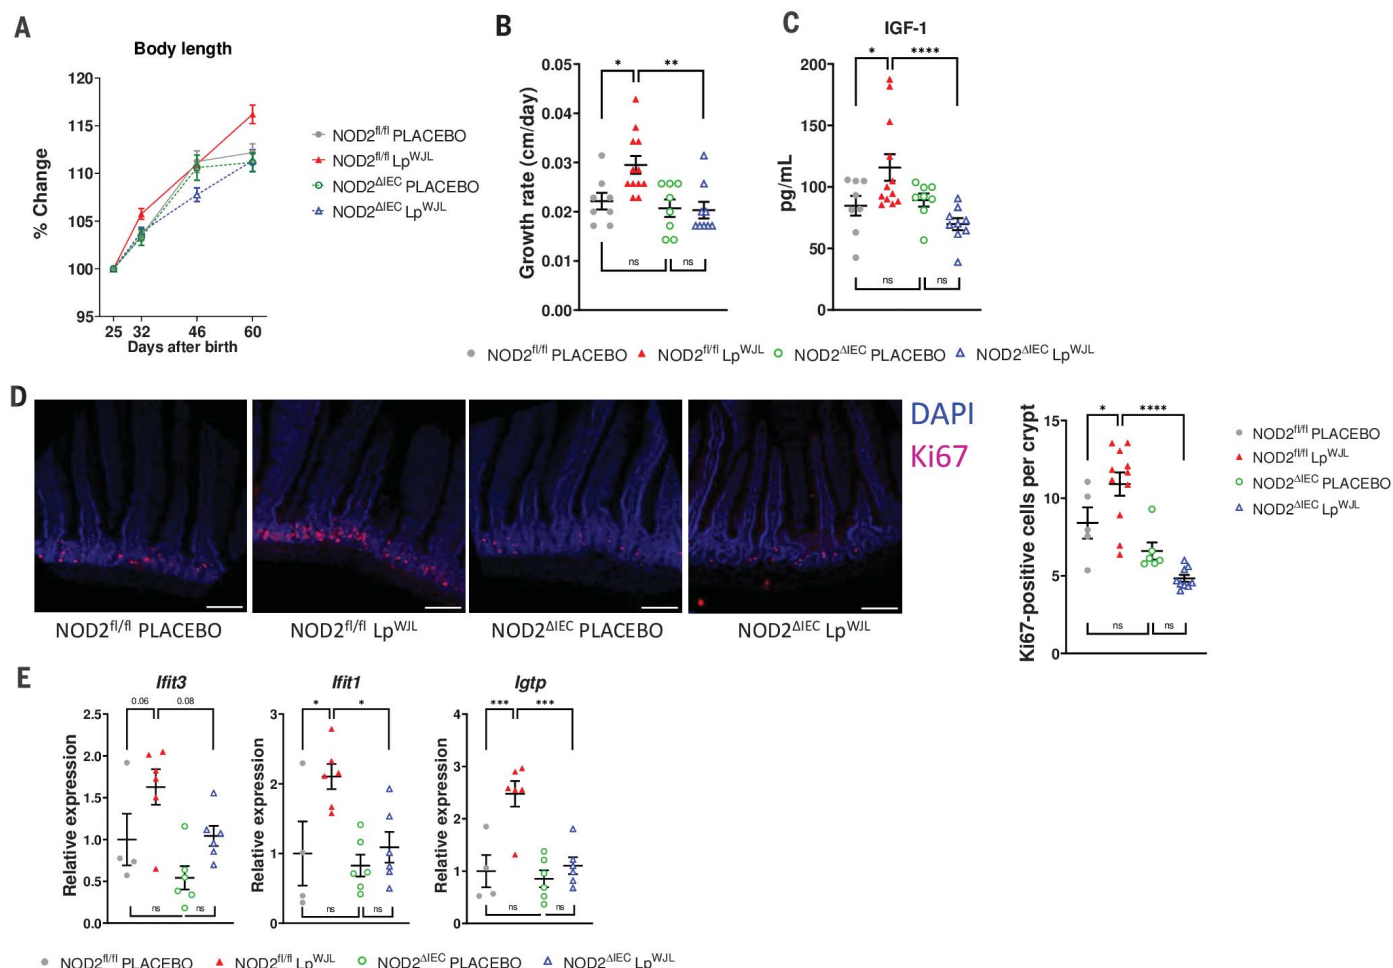 A
Body length
% Change
120
115
110
105
100
95
25 32 46 60
Days after birth
NOD2fl/fl PLACEBO
NOD2fl/fl LpWJL
NOD2ΔIEC PLACEBO
NOD2ΔIEC LpWJL
B
Growth rate (cm/day)
0.05
0.04
0.03
0.02
0.01
0.00
* **
ns ns
C
IGF-1
pg/mL
200
150
100
50
0
* ****
ns ns
NOD2fl/fl PLACEBO NOD2fl/fl LpWJL NOD2ΔIEC PLACEBO NOD2ΔIEC LpWJL
D
DAPI
Ki67
NOD2fl/fl PLACEBO NOD2fl/fl LpWJL NOD2ΔIEC PLACEBO NOD2ΔIEC LpWJL
Ki67-positive cells per crypt
15
10
5
0
* ****
ns ns
NOD2fl/fl PLACEBO
NOD2fl/fl LpWJL
NOD2ΔIEC PLACEBO
NOD2ΔIEC LpWJL
E
Ifit3
Relative expression
2.5
2.0
1.5
1.0
0.5
0.0
0.06 0.08
ns ns
Ifit1
Relative expression
3
2
1
0
* *
ns ns
Igtp
Relative expression
4
3
2
1
0
*** ***
ns ns
NOD2fl/fl PLACEBO NOD2fl/fl LpWJL NOD2ΔIEC PLACEBO NOD2ΔIEC LpWJL